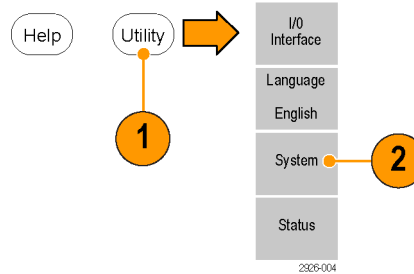 Help
Utility
1
I/0
Interface
Language
English
System
2
Status
2926-004